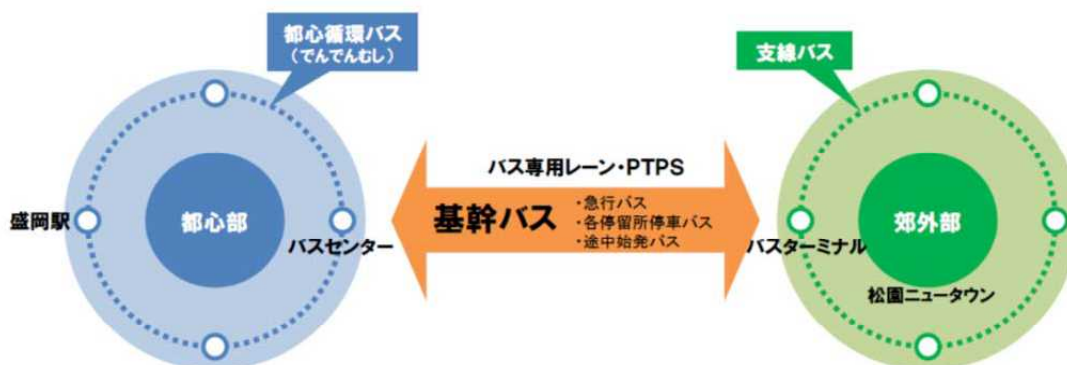 都心循環バス
（でんでんむし）
支線バス
バス専用レーン・PTPS
基幹バス
・急行バス
・各停留所停車バス
・途中始発バス
盛岡駅
都心部
バスセンター
バスターミナル
郊外部
松園ニュータウン